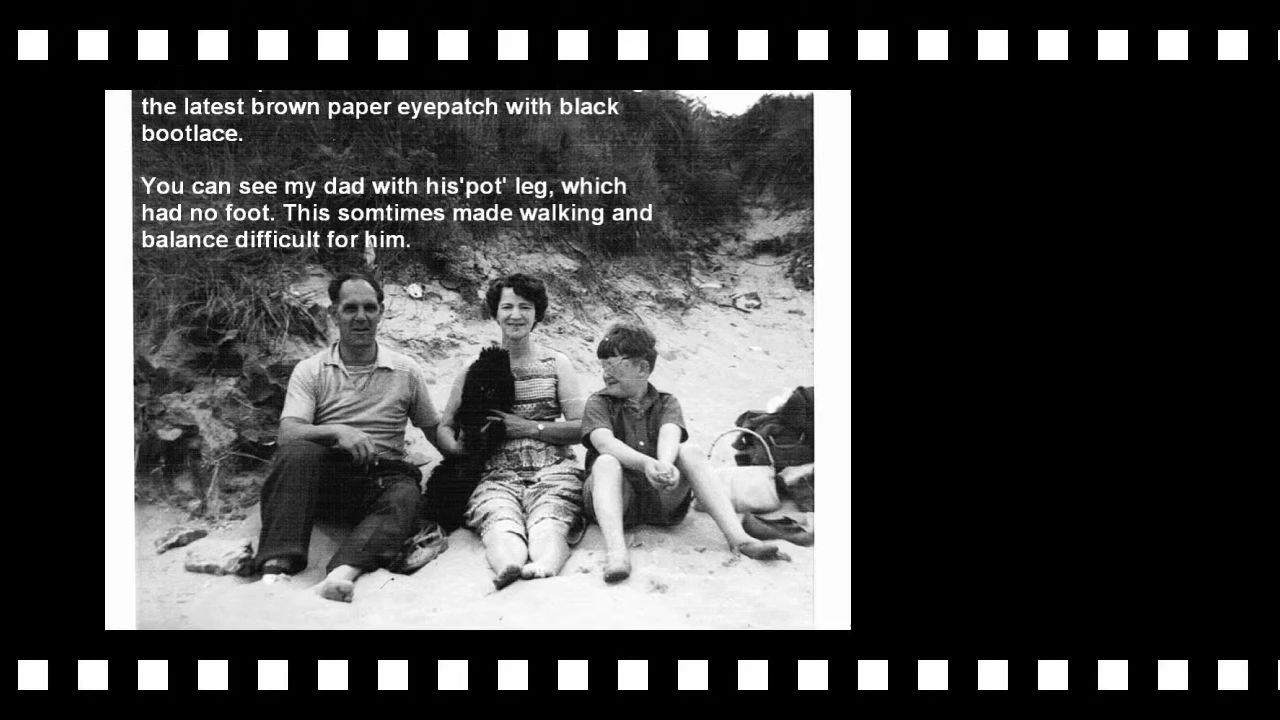 the latest brown paper eyepatch with black
bootlace.
You can see my dad with his'pot' leg, which
had no foot. This somtimes made walking and
balance difficult for him.